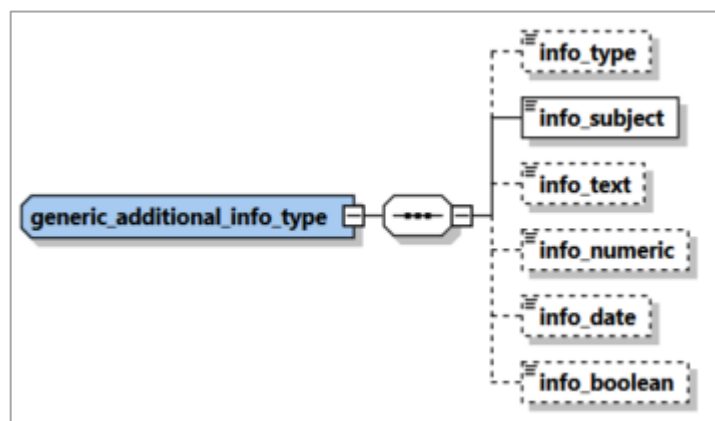 info_type
info_subject
info_text
generic_additional_info_type
info_numeric
info_date
info_boolean